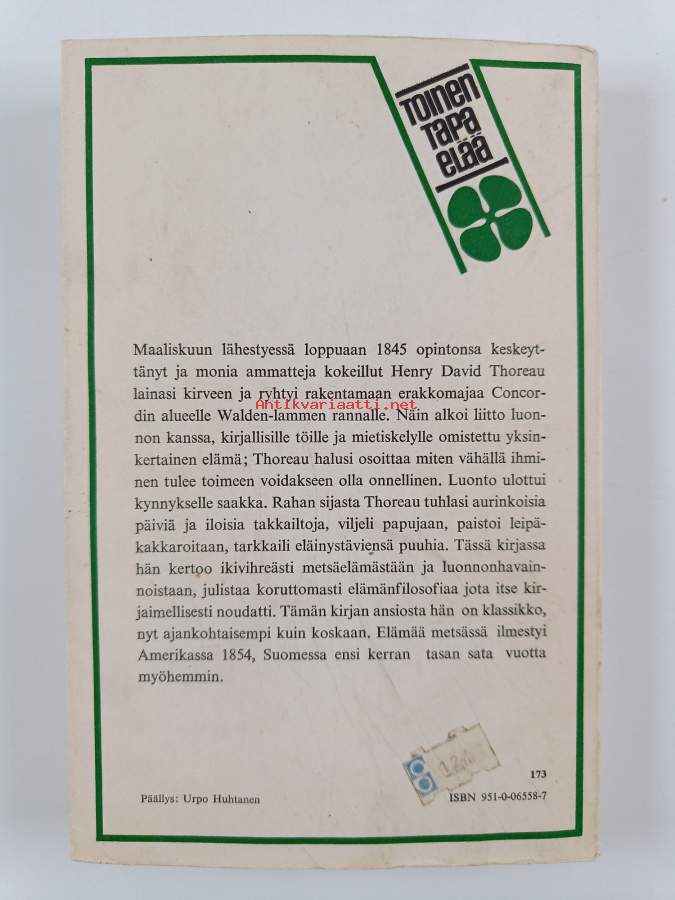 TOINEN
TAPA
ELÄÄ
Maaliskuun lähestyessä loppuaan 1845 opintonsa keskeyt-
tänyt ja monia ammatteja kokeillut Henry David Thoreau
lainasi kirveen ja ryhtyi rakentamaan erakkomajaa Concor-
Antikvariaatti.net
din alueelle Walden-lammen rannalle. Näin alkoi liitto luon-
non kanssa, kirjallisille töille ja mietiskelylle omistettu yksin-
kertainen elämä; Thoreau halusi osoittaa miten vähällä ihmi-
nen tulee toimeen voidakseen olla onnellinen. Luonto ulottui
kynnykselle saakka. Rahan sijasta Thoreau tuhlasi aurinkoisia
päiviä ja iloisia takkailtoja, viljeli papujaan, paistoi leipä-
kakkaroitaan, tarkkaili eläinystäviensä puuhia. Tässä kirjassa
hän kertoo ikivihreästi metsäelämästään ja luonnonhavain-
noistaan, julistaa koruttomasti elämänfilosofiaa jota itse kir-
jaimellisesti noudatti. Tämän kirjan ansiosta hän on klassikko,
nyt ajankohtaisempi kuin koskaan. Elämää metsässä ilmestyi
Amerikassa 1854, Suomessa ensi kerran tasan sata vuotta
myöhemmin.
173
Päällys: Urpo Huhtanen
ISBN 951-0-06558-7